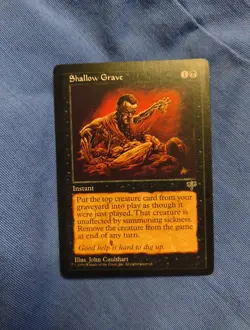 Shallow Grave 1
Instant
Put the top creature card from your
graveyard into play as though it
were just played. That creature is
unaffected by summoning sickness.
Remove the creature from the game
at end of any turn.
Good help is hard to dig up.
Illus. John Coulthart